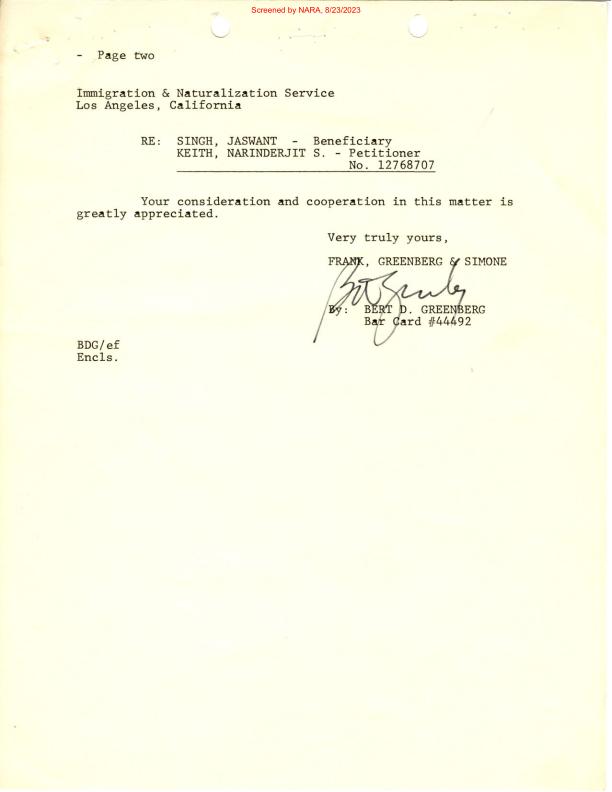 Screened by NARA, 8/23/2023
- Page two
Immigration & Naturalization Service
Los Angeles, California
RE: SINGH, JASWANT - Beneficiary
KEITH, NARINDERJIT S. - Petitioner
No. 12768707
Your consideration and cooperation in this matter is
greatly appreciated.
Very truly yours,
FRANK, GREENBERG & SIMONE
By: BERT D. GREENBERG
Bar Card #44492
BDG/ef
Encls.